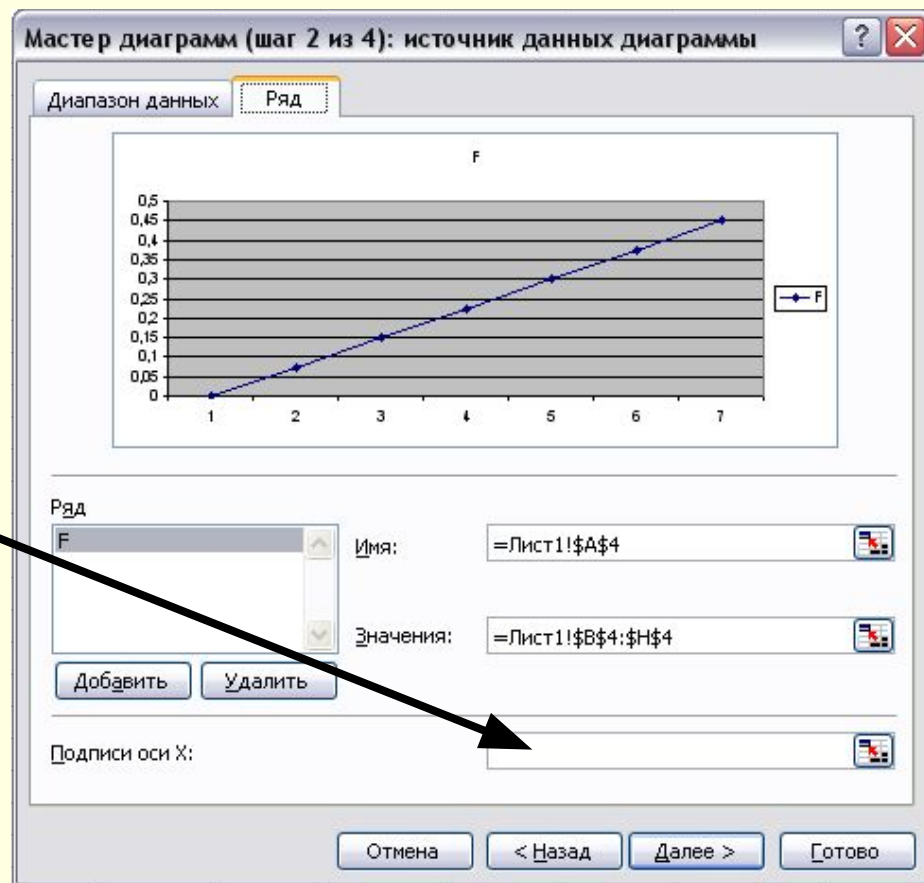 Мастер диаграмм (шаг 2 из 4): источник данных диаграммы
Диапазон данных Ряд
F
0,5
0,45
0,4
0,35
0,3
0,25
0,2
0,15
0,1
0,05
0
F
1 2 3 4 5 6 7
Ряд
F
Имя: =Лист1!$A$4
Значения: =Лист1!$B$4:$H$4
Добавить Удалить
Подписи оси X:
Отмена < Назад Далее > Готово